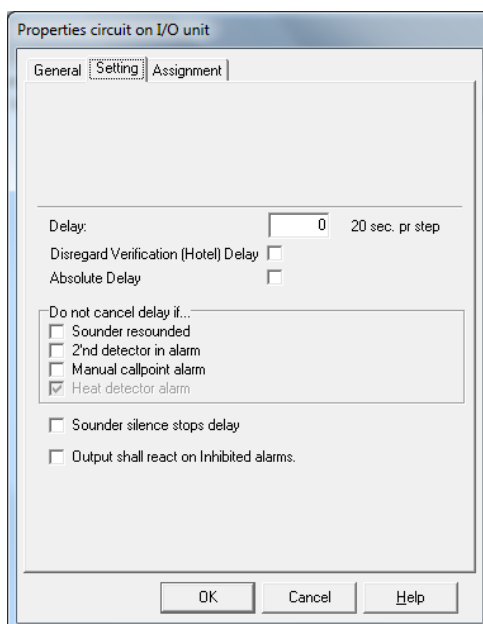 Properties circuit on I/O unit
General Setting Assignment
Delay: 0 20 sec. pr step
Disregard Verification (Hotel) Delay
Absolute Delay
Do not cancel delay if...
Sounder resounded
2'nd detector in alarm
Manual callpoint alarm
Heat detector alarm
Sounder silence stops delay
Output shall react on Inhibited alarms.
OK Cancel Help